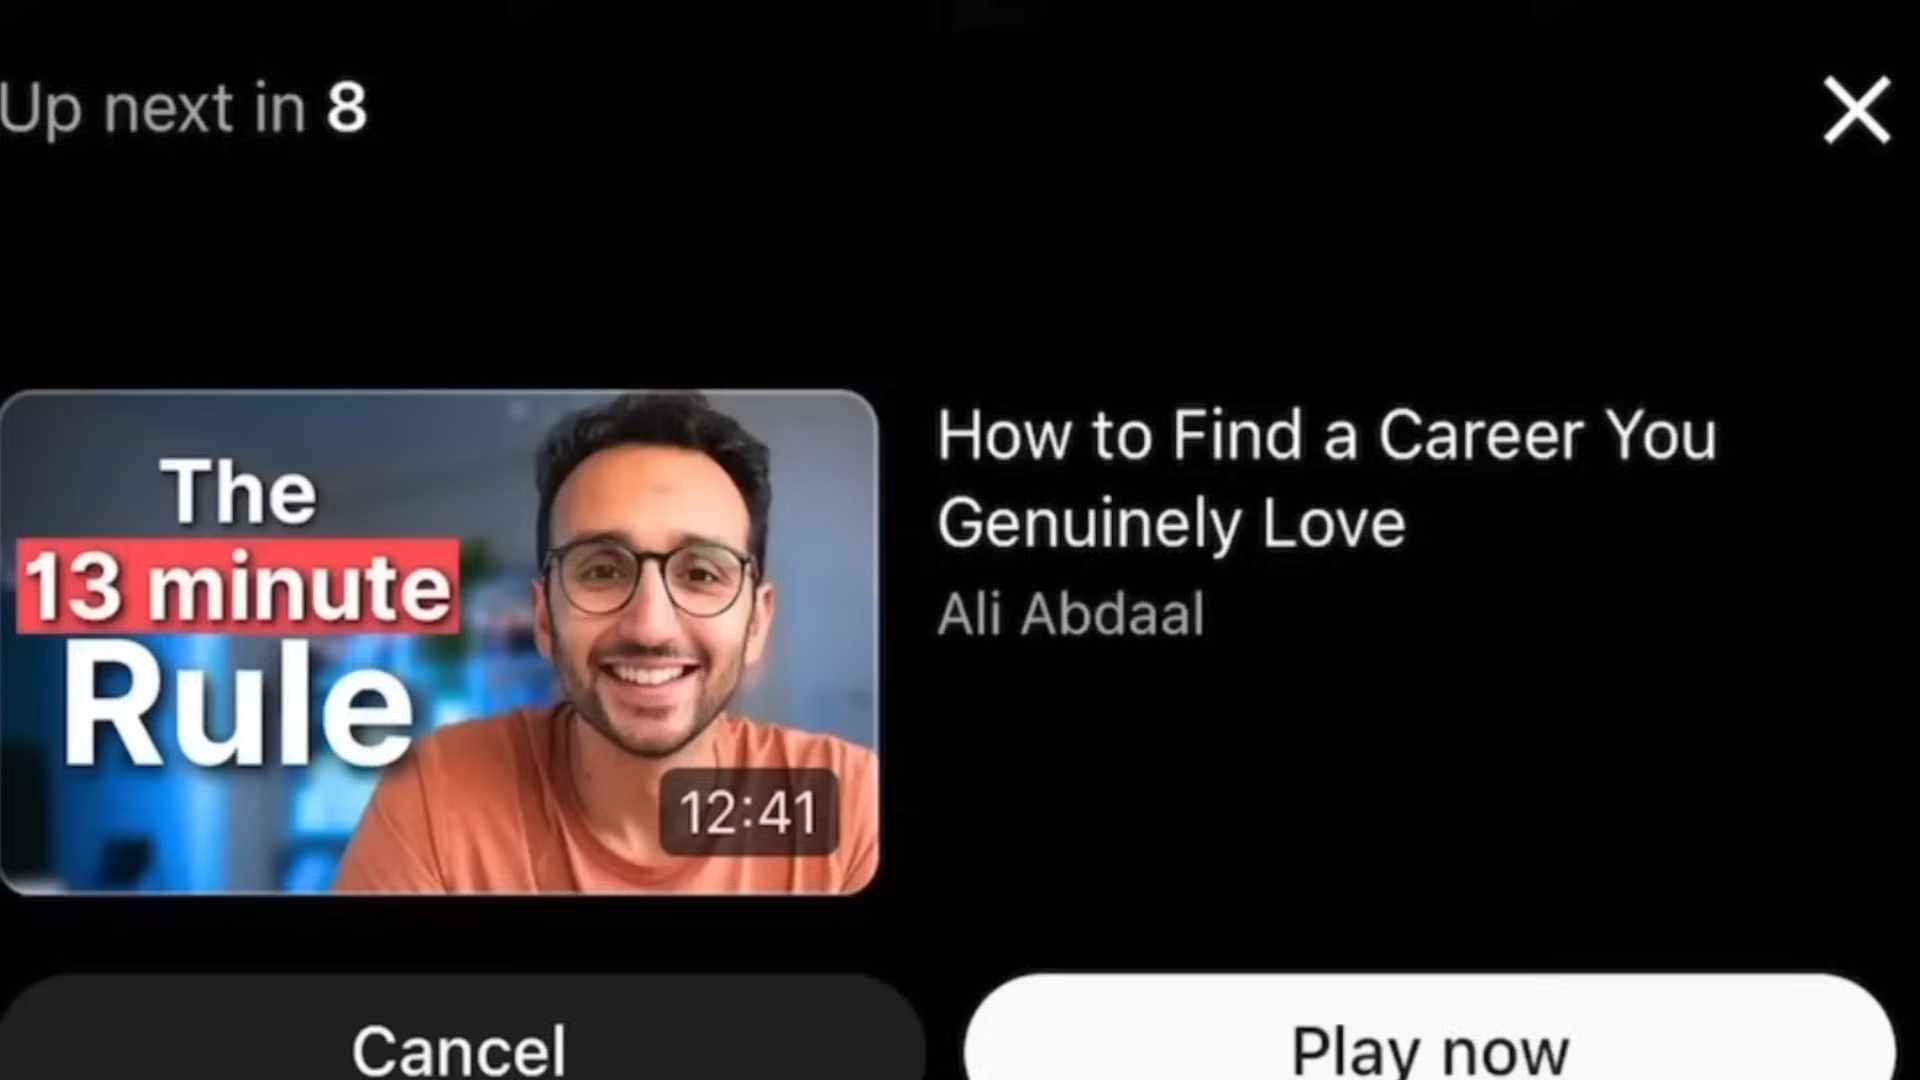 Up next in 8
The
13 minute
Rule
12:41
How to Find a Career You
Genuinely Love
Ali Abdaal
Cancel
Play now